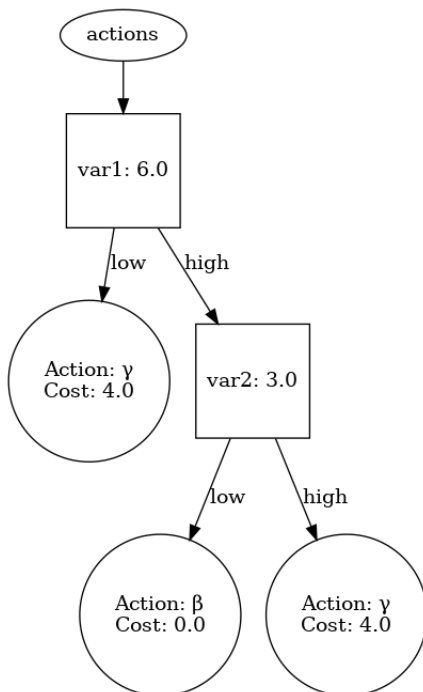 actions
var1: 6.0
low
high
Action: γ
Cost: 4.0
var2: 3.0
low
high
Action: β
Cost: 0.0
Action: γ
Cost: 4.0